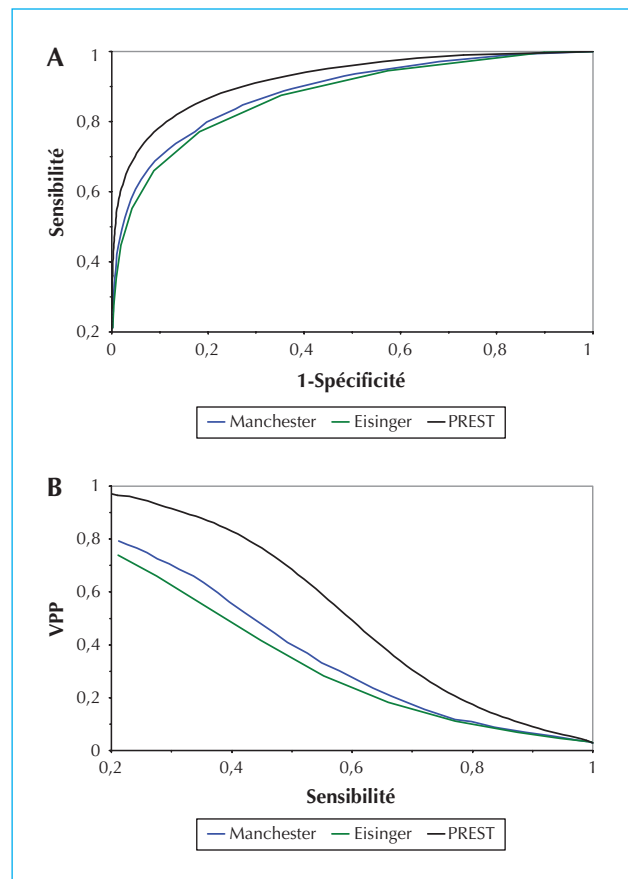 A
1
0,8
0,6
0,4
0,2
Sensibilité
0
0,2
0,4
0,6
0,8
1
1-Spécificité
Manchester Eisinger PREST
B
1
0,8
0,6
0,4
0,2
0
VPP
0,2
0,4
0,6
0,8
1
Sensibilité
Manchester Eisinger PREST